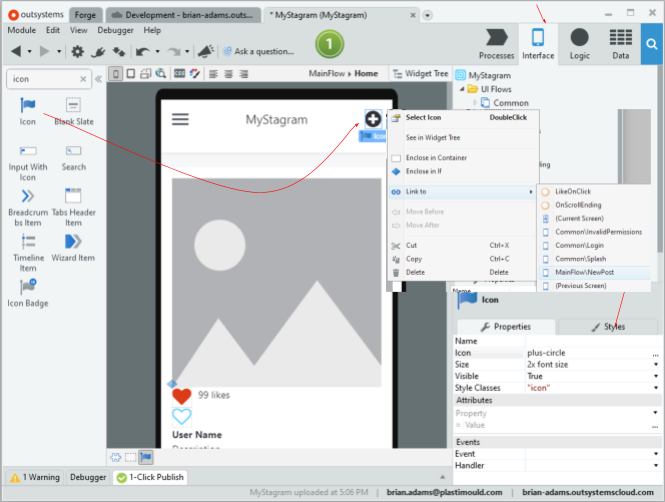 outsystems
Forge
Development - brian-adams.outs...
* MyStagram (MyStagram)
Module
Edit
View
Debugger
Help
Ask a question...
1
Processes
Interface
Logic
Data
icon
MainFlow ▸ Home
Widget Tree
MyStagram
UI Flows
Common
Icon
Blank Slate
Input With
Icon
Search
Breadcrum
bs Item
Tabs Header
Item
Timeline
Item
Wizard Item
Icon Badge
MyStagram
Select Icon DoubleClick
See in Widget Tree
Enclose in Container
Enclose in If
Link to
Move Before
Move After
Cut Ctrl+X
Copy Ctrl+C
Delete Delete
LikeOnClick
OnScrollEnding
(Current Screen)
Common\InvalidPermissions
Common\Login
Common\Splash
MainFlow\NewPost
(Previous Screen)
99 likes
User Name
Icon
Properties
Styles
Name
Icon plus-circle ...
Size 2x font size
Visible True
Style Classes "icon"
Attributes
Property
Value ...
Events
Event
Handler
1 Warning
Debugger
1-Click Publish
MyStagram uploaded at 5:06 PM | brian.adams@plastimould.com | brian-adams.outsystemscloud.com